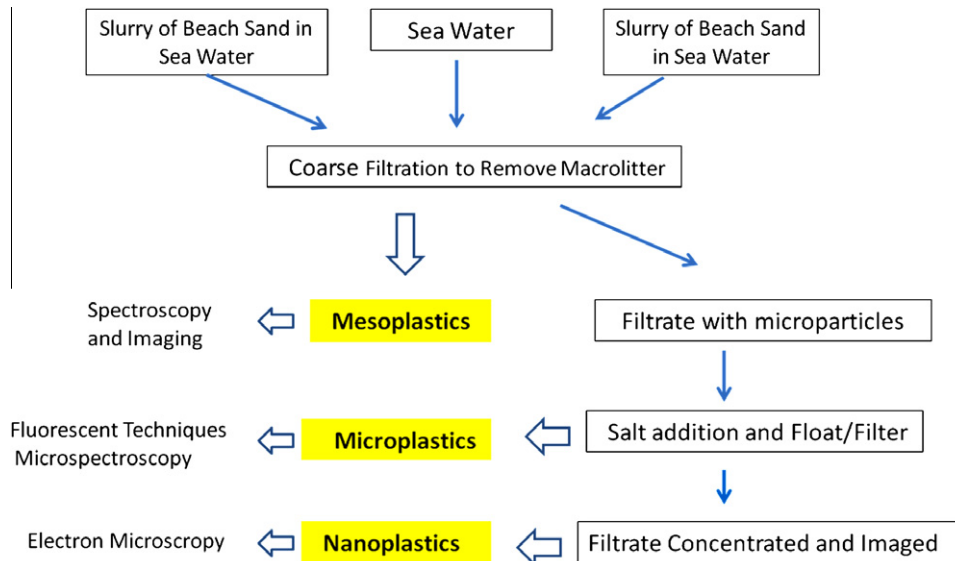 Slurry of Beach Sand in
Sea Water
Sea Water
Slurry of Beach Sand
in Sea Water
Coarse Filtration to Remove Macrolitter
Spectroscopy
and Imaging
Mesoplastics
Filtrate with microparticles
Fluorescent Techniques
Microspectroscopy
Microplastics
Salt addition and Float/Filter
Electron Microscropy
Nanoplastics
Filtrate Concentrated and Imaged